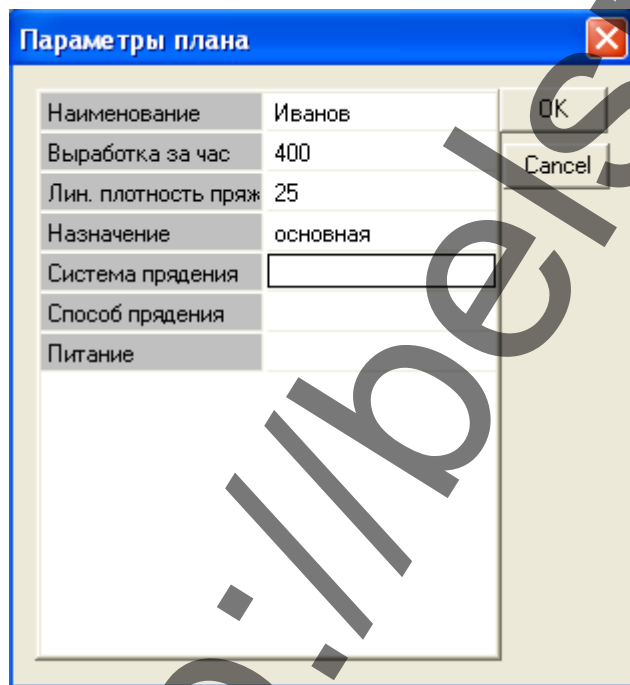 Параметры плана
Наименование Иванов OK
Выработка за час 400 Cancel
Лин. плотность пряж 25
Назначение основная
Система прядения
Способ прядения
Питание
://bels